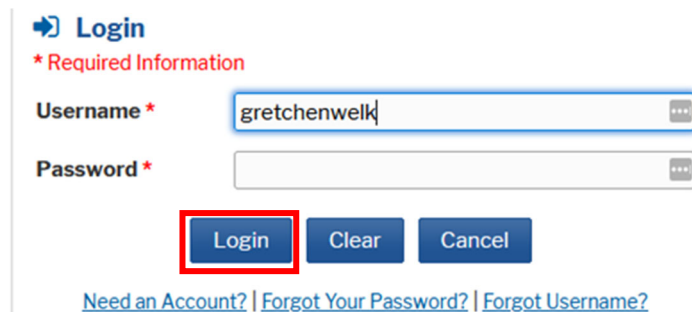 Login
* Required Information
Username *
gretchenwelk
Password *
Login Clear Cancel
Need an Account? | Forgot Your Password? | Forgot Username?